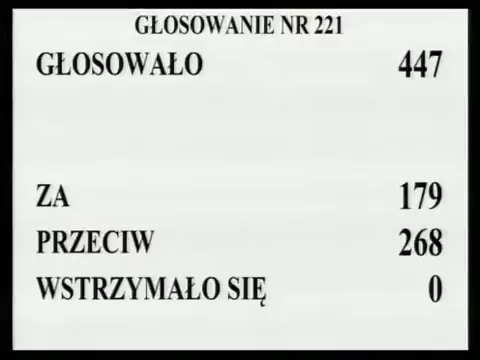 GŁOSOWANIE NR 221
GŁOSOWAŁO 447
ZA 179
PRZECIW 268
WSTRZYMAŁO SIĘ 0